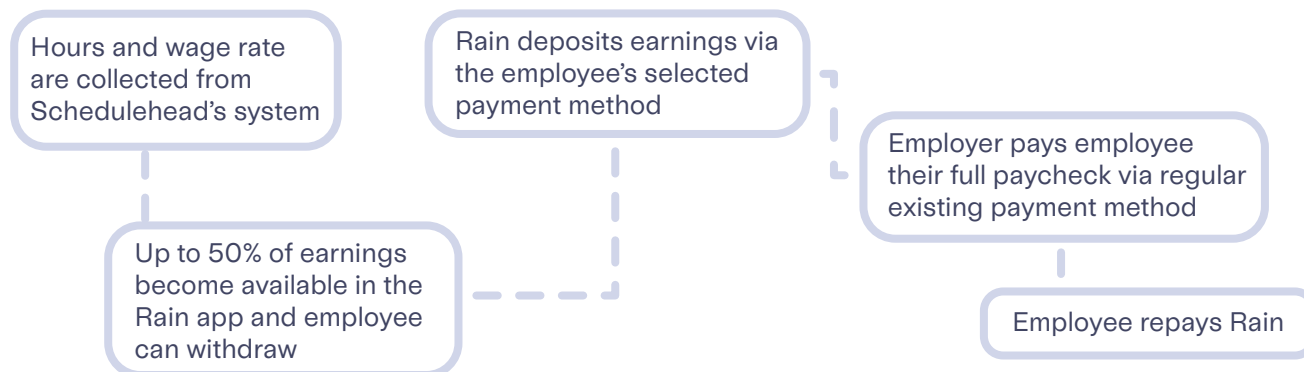 Hours and wage rate
are collected from
Schedulehead’s system
Up to 50% of earnings
become available in the
Rain app and employee
can withdraw
Rain deposits earnings via
the employee’s selected
payment method
Employer pays employee
their full paycheck via regular
existing payment method
Employee repays Rain